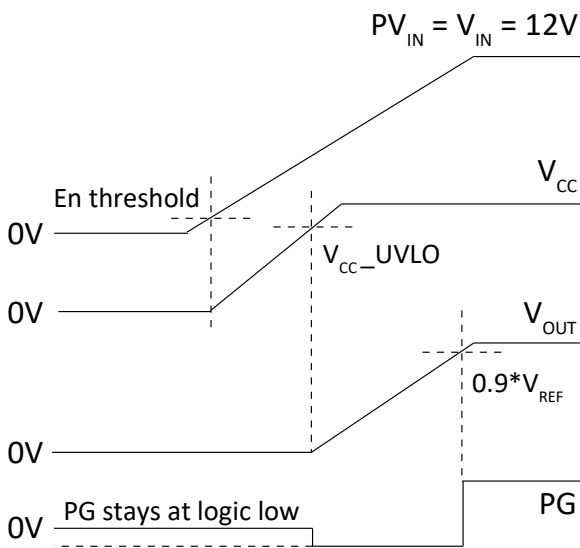 PV_IN = V_IN = 12V
En threshold
V_CC
0V
V_CC_UVLO
0V
V_OUT
0.9*V_REF
0V
PG stays at logic low
PG
0V